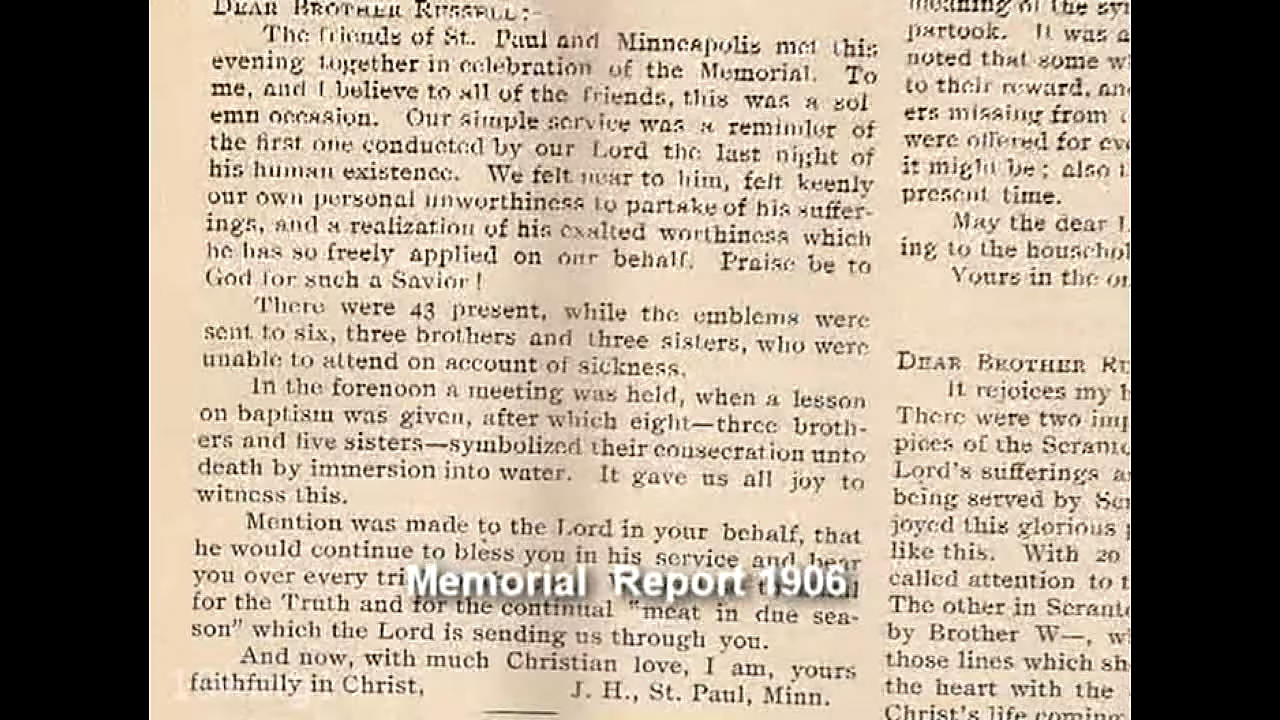 DEAR BROTHER RUSSELL:-
The friends of St. Paul and Minneapolis met this
evening together in celebration of the Memorial. To
me, and I believe to all of the friends, this was a sol
emn occasion. Our simple service was a reminder of
the first one conducted by our Lord the last night of
his human existence. We felt near to him, felt keenly
our own personal unworthiness to partake of his suffer-
ings, and a realization of his exalted worthiness which
he has so freely applied on our behalf. Praise be to
God for such a Savior!
There were 43 present, while the emblems were
sent to six, three brothers and three sisters, who were
unable to attend on account of sickness.
In the forenoon a meeting was held, when a lesson
on baptism was given, after which eight—three broth-
ers and five sisters—symbolized their consecration unto
death by immersion into water. It gave us all joy to
witness this.
Mention was made to the Lord in your behalf, that
he would continue to bless you in his service and bear
you over every
for the Truth and for the continual "meat in due sea-
son" which the Lord is sending us through you.
And now, with much Christian love, I am, yours
faithfully in Christ,
J. H., St. Paul, Minn.
Memorial Report 1906
meaning of the
partook. It was
noted that some
to their reward,
ers missing from
were offered for
it might be; also
present time.
May the dear
ing to the
Yours in the
DEAR BROTHER
It rejoices my
There were two
pices of the
Lord's sufferings
being served by
joyed this glorious
like this. With 20
called attention to
The other in
by Brother W—,
those lines which
the heart with the
Christ's life coming